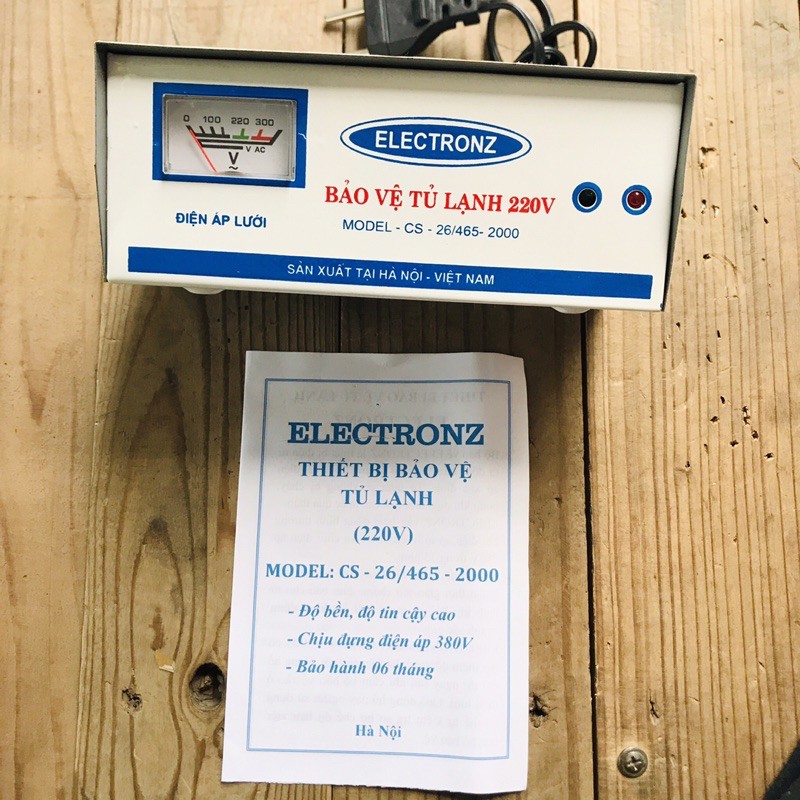 0 100 220 300
V AC
V
~
ELECTRONZ
BẢO VỆ TỦ LẠNH 220V
ĐIỆN ÁP LƯỚI
MODEL - CS - 26/465- 2000
SẢN XUẤT TẠI HÀ NỘI - VIỆT NAM
ELECTRONZ
THIẾT BỊ BẢO VỆ
TỦ LẠNH
(220V)
MODEL: CS - 26/465 - 2000
- Độ bền, độ tin cậy cao
- Chịu đựng điện áp 380V
- Bảo hành 06 tháng
Hà Nội